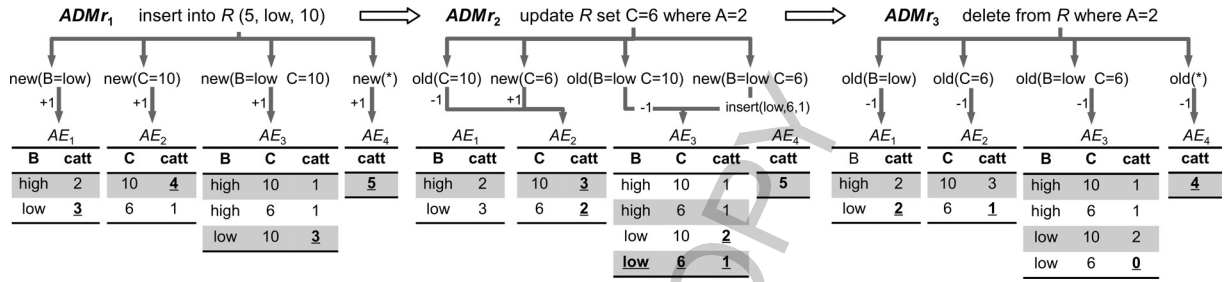 ADMr1 insert into R (5, low, 10) ADMr2 update R set C=6 where A=2 ADMr3 delete from R where A=2
new(B=low) new(C=10) new(B=low C=10) new(*) old(C=10) new(C=6) old(B=low C=10) new(B=low C=6) old(B=low) old(C=6) old(B=low C=6) old(*)
+1 +1 +1 +1 -1 +1 -1 insert(low,6,1) -1 -1 -1 -1
AE1 AE2 AE3 AE4 AE1 AE2 AE3 AE4 AE1 AE2 AE3 AE4
B catt C catt B C catt catt B catt C catt B C catt catt B catt C catt B C catt catt
high 2 10 4 high 10 1 5 high 2 10 3 high 10 1 5 high 2 10 3 high 10 1 4
low 3 6 1 high 6 1 low 3 6 2 high 6 1 low 2 6 1 high 6 1
low 10 3 low 10 2 low 10 2
low 6 1 low 6 0
OPY